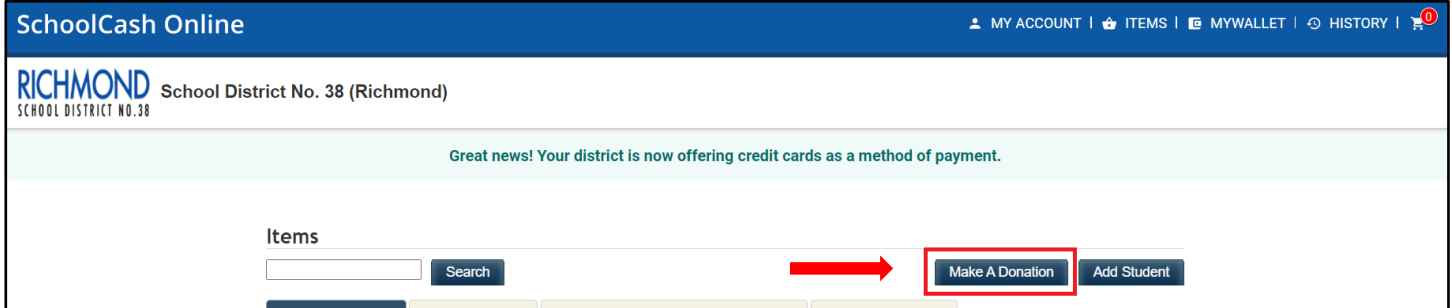 SchoolCash Online
MY ACCOUNT | ITEMS | MYWALLET | HISTORY | 0
RICHMOND
SCHOOL DISTRICT NO.38
School District No. 38 (Richmond)
Great news! Your district is now offering credit cards as a method of payment.
Items
Search Make A Donation Add Student